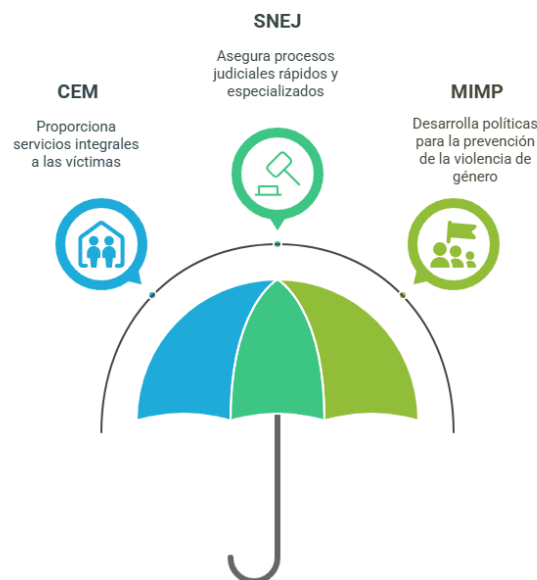 SNEJ
Asegura procesos
judiciales rápidos y
especializados
CEM
Proporciona
servicios integrales
a las víctimas
MIMP
Desarrolla políticas
para la prevención
de la violencia de
género